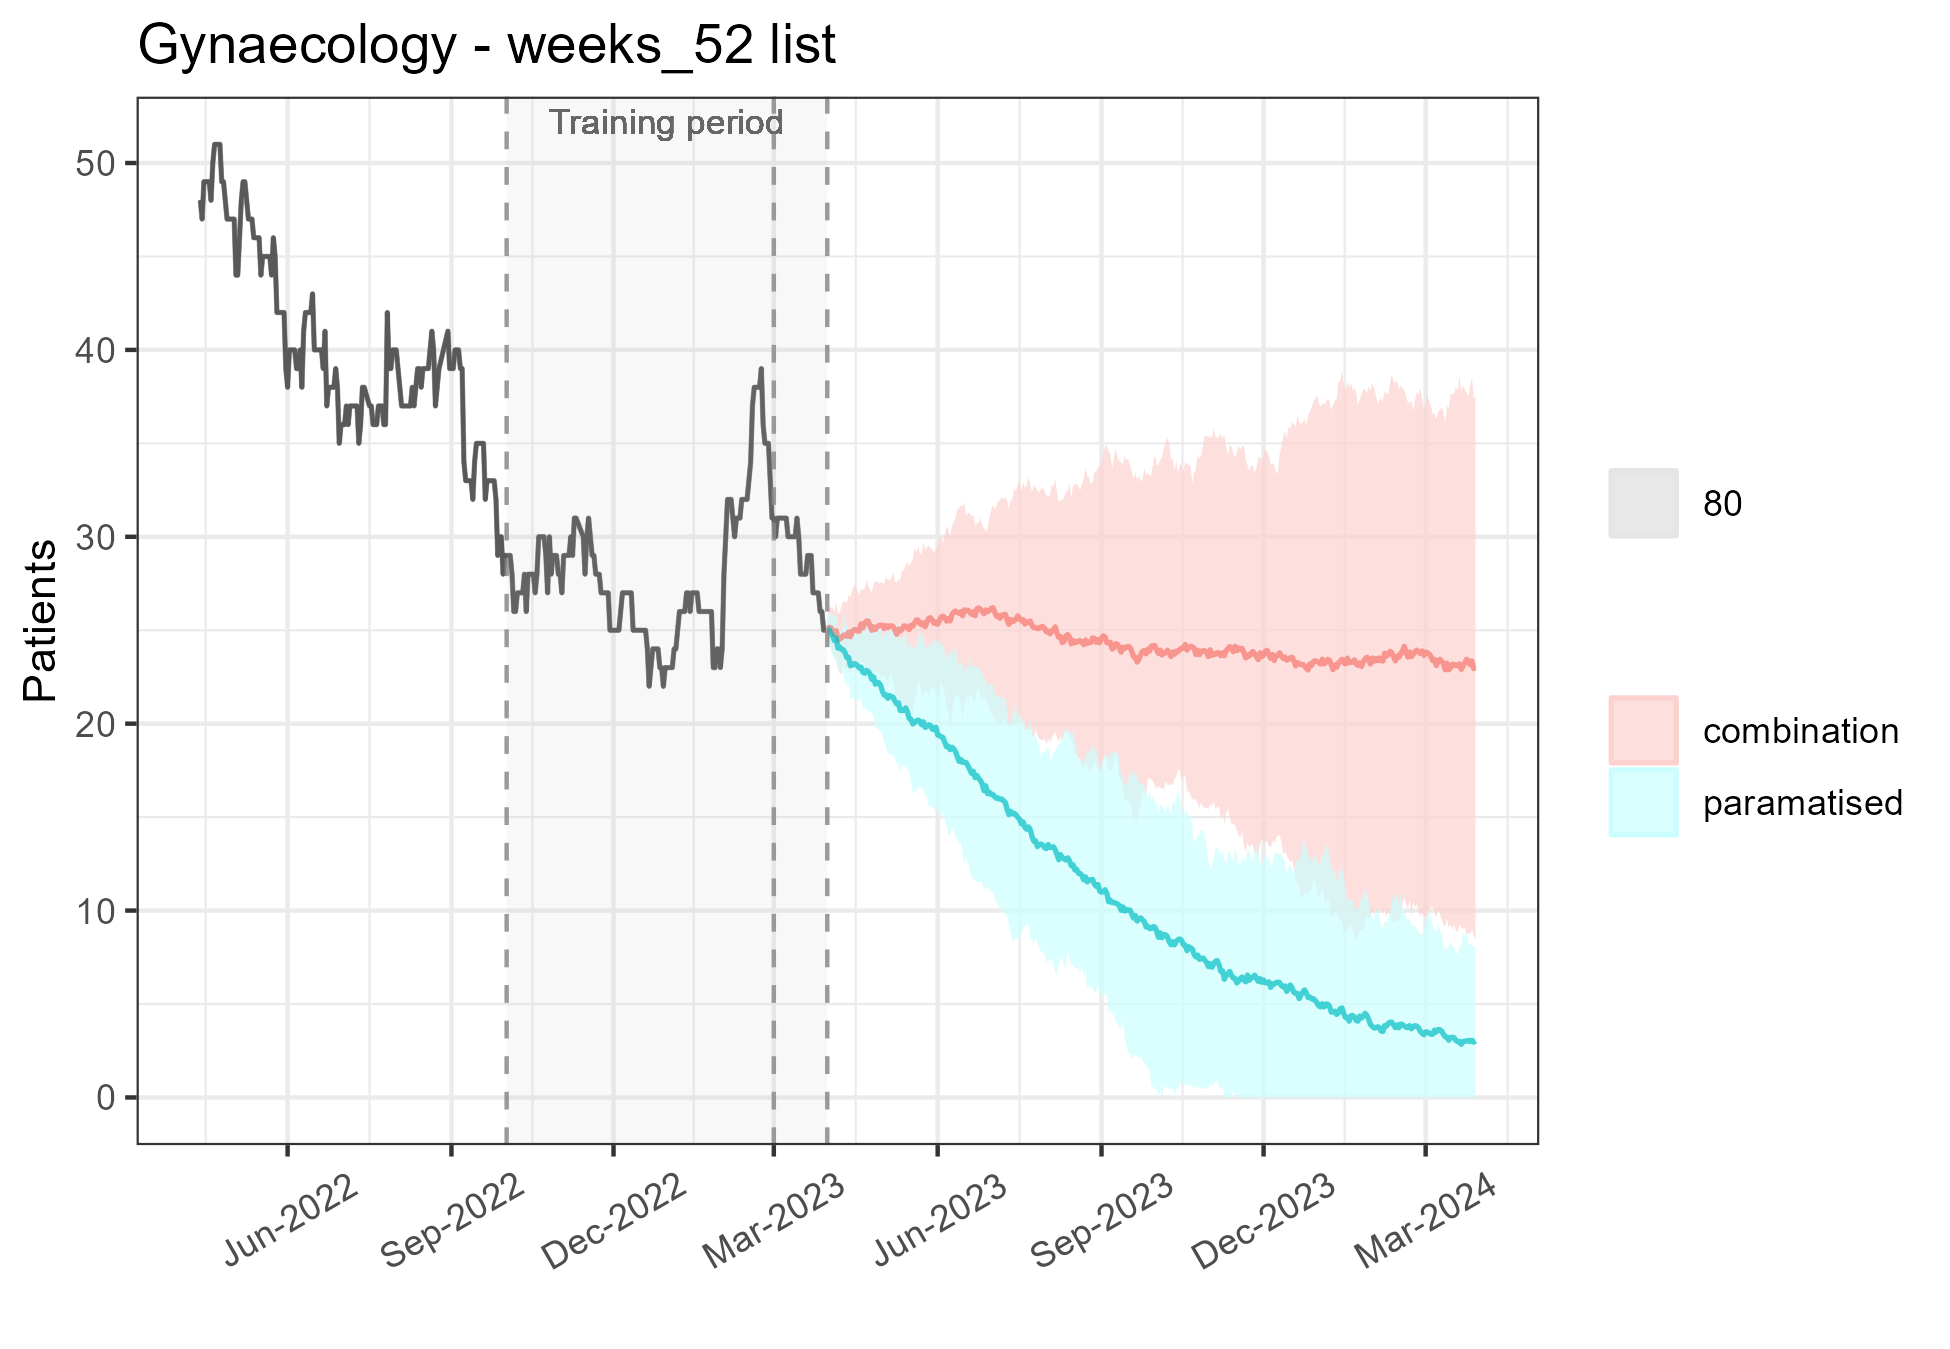 Gynaecology - weeks_52 list
Training period
Patients
50
40
30
20
10
0
Jun-2022
Sep-2022
Dec-2022
Mar-2023
Jun-2023
Sep-2023
Dec-2023
Mar-2024
80
combination
paramatised